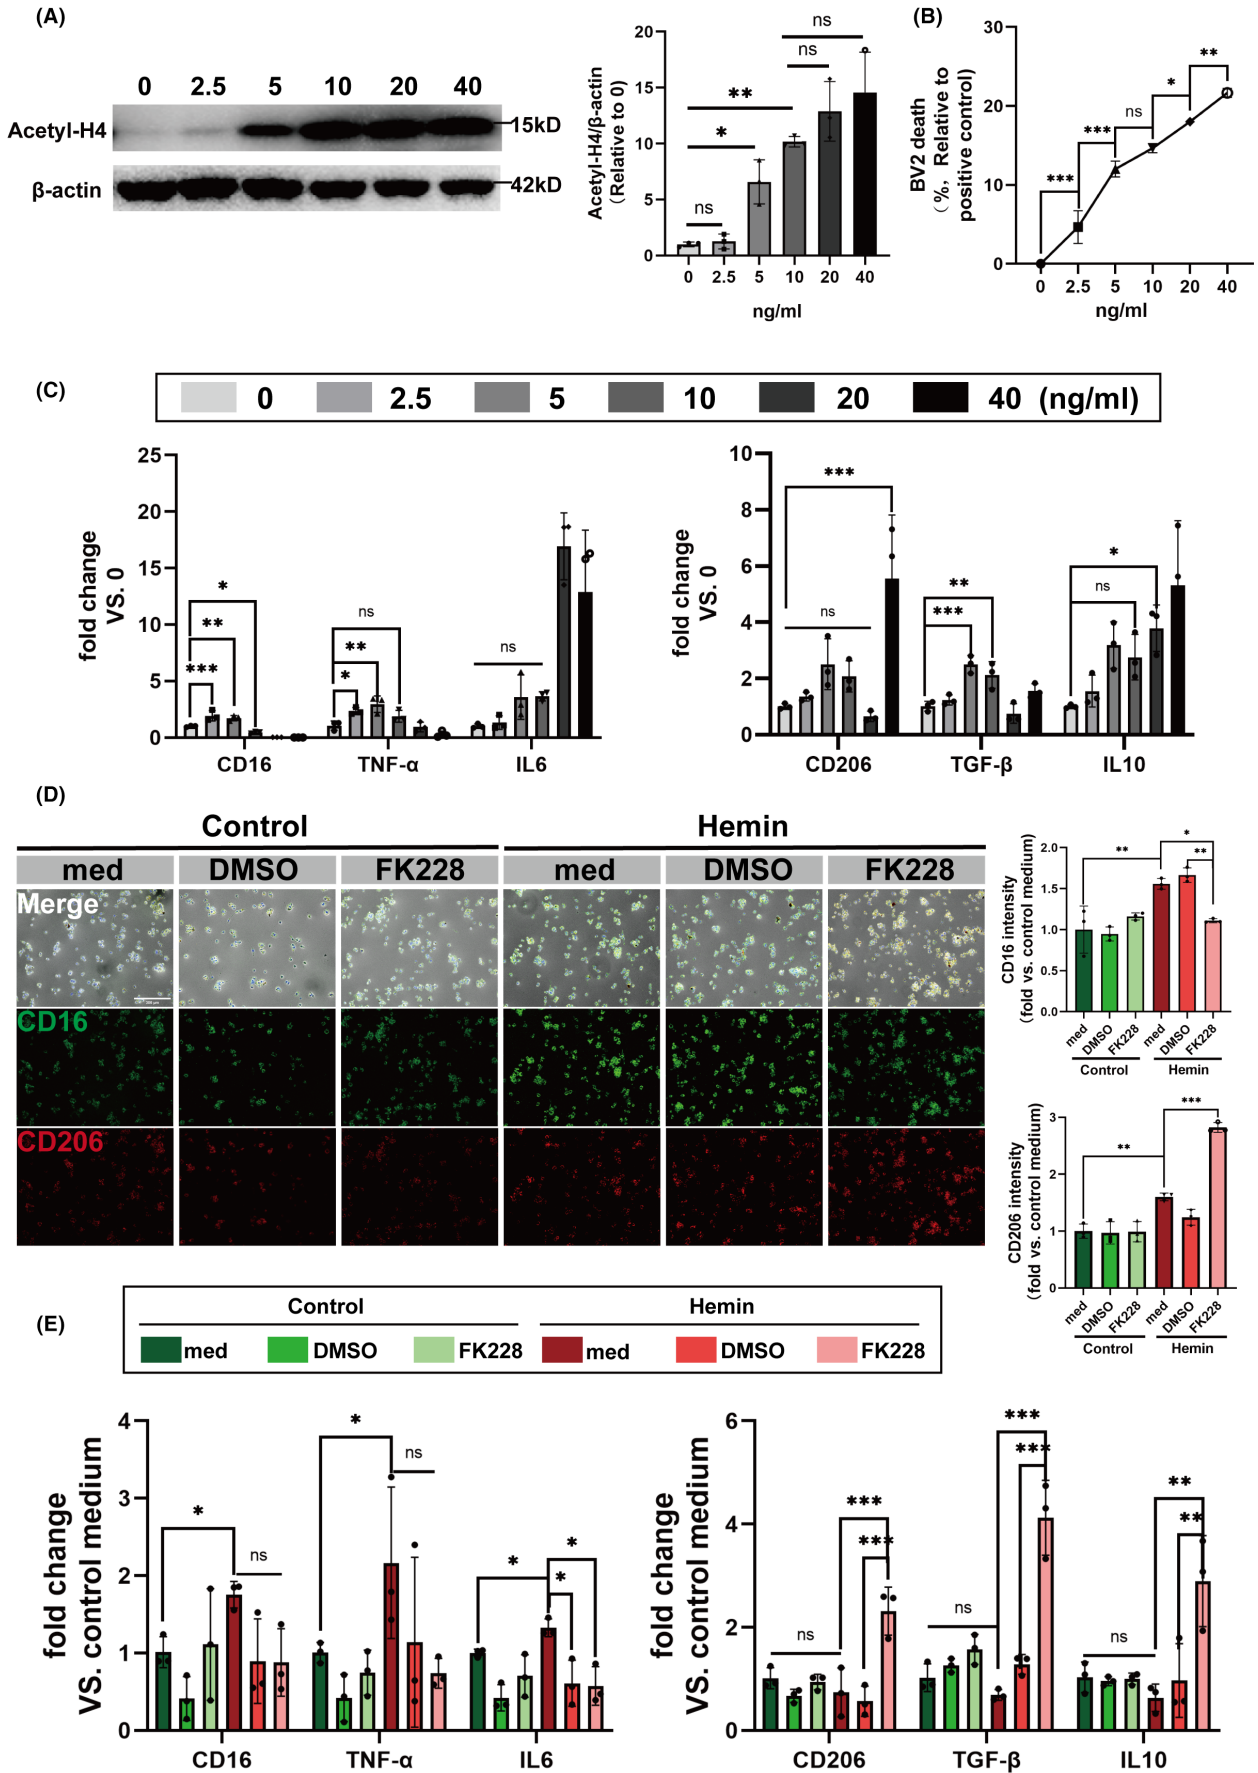 (A)
0 2.5 5 10 20 40
Acetyl-H4
15kD
β-actin
42kD
Acetyl-H4/β-actin
(Relative to 0)
20
15
10
5
0
ns
*
**
ns
ns
0 2.5 5 10 20 40
ng/ml
(B)
BV2 death
(%, Relative to
positive control)
30
20
10
0
***
***
ns
*
**
0 2.5 5 10 20 40
ng/ml
(C)
0 2.5 5 10 20 40 (ng/ml)
fold change
VS. 0
25
20
15
10
5
0
*
**
***
ns
**
*
ns
CD16 TNF-α IL6
fold change
VS. 0
10
8
6
4
2
0
***
ns
**
***
*
ns
CD206 TGF-β IL10
(D)
Control Hemin
med DMSO FK228 med DMSO FK228
Merge
CD16
CD206
CD16 intensity
(fold vs. control medium)
2.0
1.5
1.0
0.5
0.0
**
*
**
med DMSO FK228 med DMSO FK228
Control Hemin
CD206 intensity
(fold vs. control medium)
3
2
1
0
**
***
med DMSO FK228 med DMSO FK228
Control Hemin
(E)
Control Hemin
med DMSO FK228 med DMSO FK228
fold change
VS. control medium
4
3
2
1
0
*
ns
*
ns
*
*
*
CD16 TNF-α IL6
fold change
VS. control medium
6
4
2
0
ns
***
***
ns
***
***
ns
**
**
CD206 TGF-β IL10